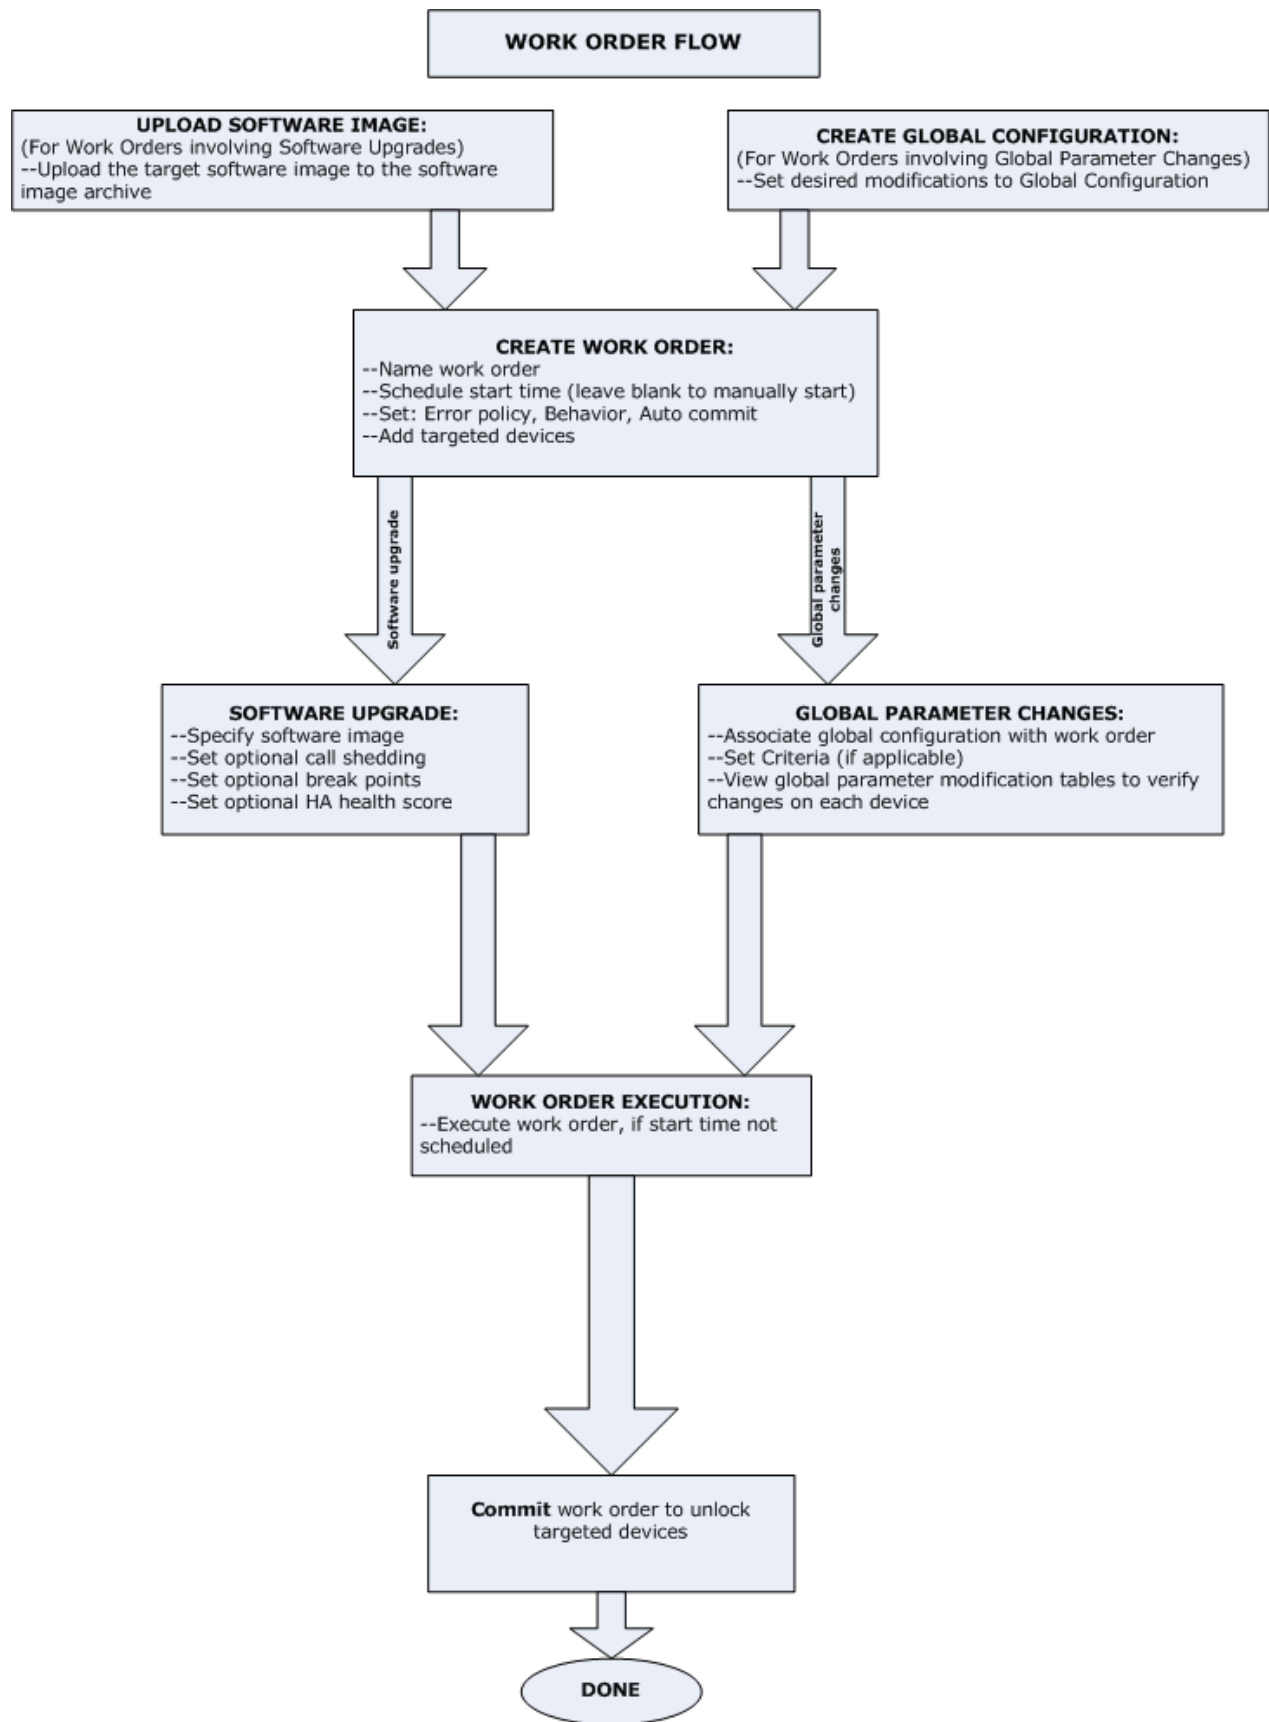 WORK ORDER FLOW
UPLOAD SOFTWARE IMAGE:
(For Work Orders involving Software Upgrades)
--Upload the target software image to the software
image archive
CREATE GLOBAL CONFIGURATION:
(For Work Orders involving Global Parameter Changes)
--Set desired modifications to Global Configuration
CREATE WORK ORDER:
--Name work order
--Schedule start time (leave blank to manually start)
--Set: Error policy, Behavior, Auto commit
--Add targeted devices
Software upgrade
Global parameter
changes
SOFTWARE UPGRADE:
--Specify software image
--Set optional call shedding
--Set optional break points
--Set optional HA health score
GLOBAL PARAMETER CHANGES:
--Associate global configuration with work order
--Set Criteria (if applicable)
--View global parameter modification tables to verify
changes on each device
WORK ORDER EXECUTION:
--Execute work order, if start time not
scheduled
Commit work order to unlock
targeted devices
DONE